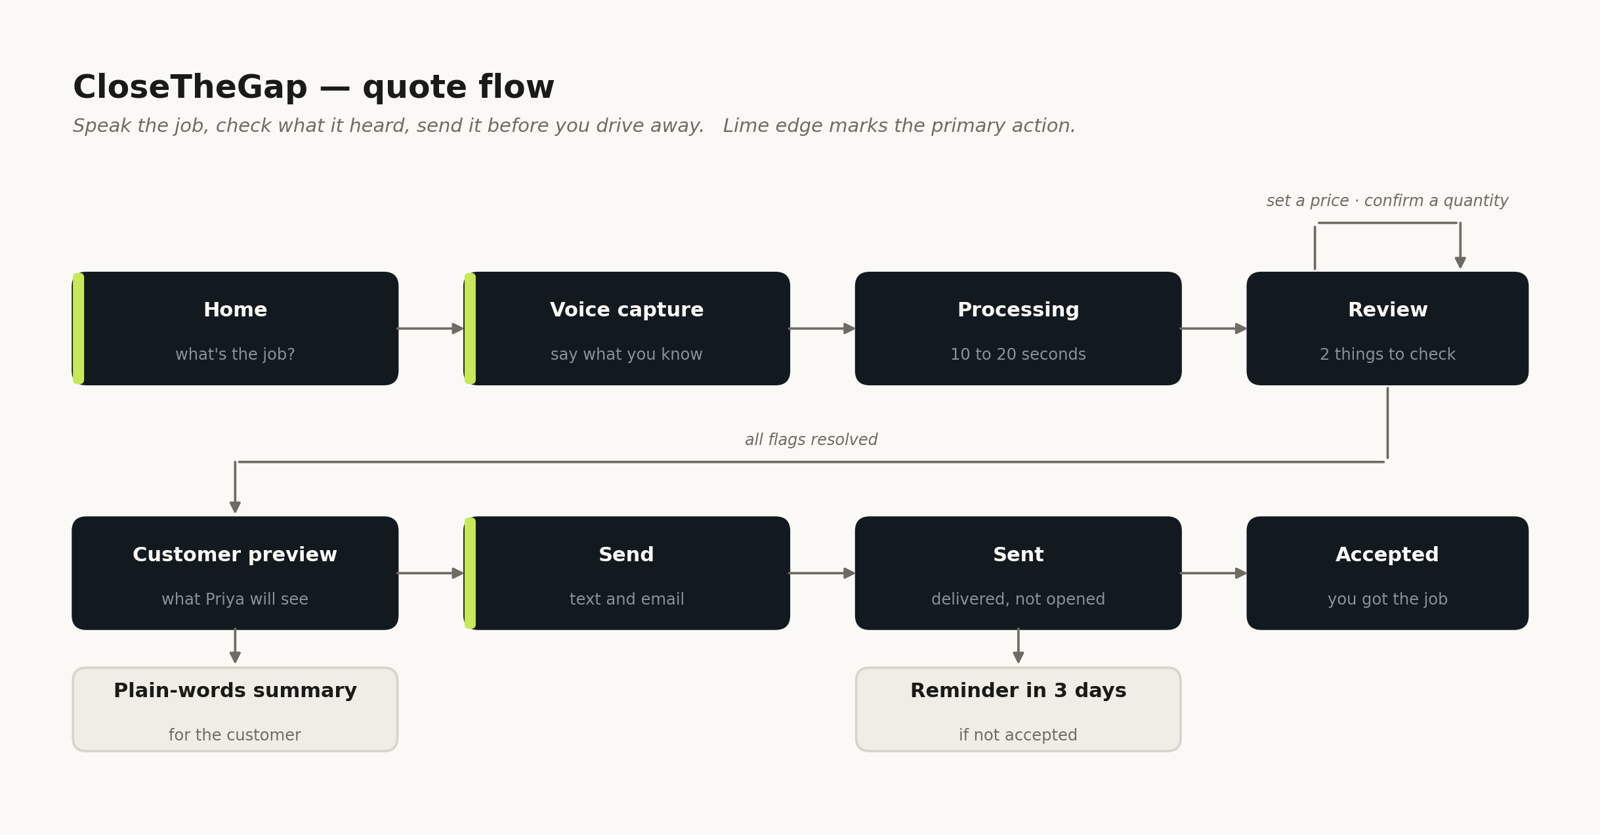 CloseTheGap — quote flow
Speak the job, check what it heard, send it before you drive away.   Lime edge marks the primary action.
set a price · confirm a quantity
Home
what's the job?
Voice capture
say what you know
Processing
10 to 20 seconds
Review
2 things to check
all flags resolved
Customer preview
what Priya will see
Send
text and email
Sent
delivered, not opened
Accepted
you got the job
Plain-words summary
for the customer
Reminder in 3 days
if not accepted